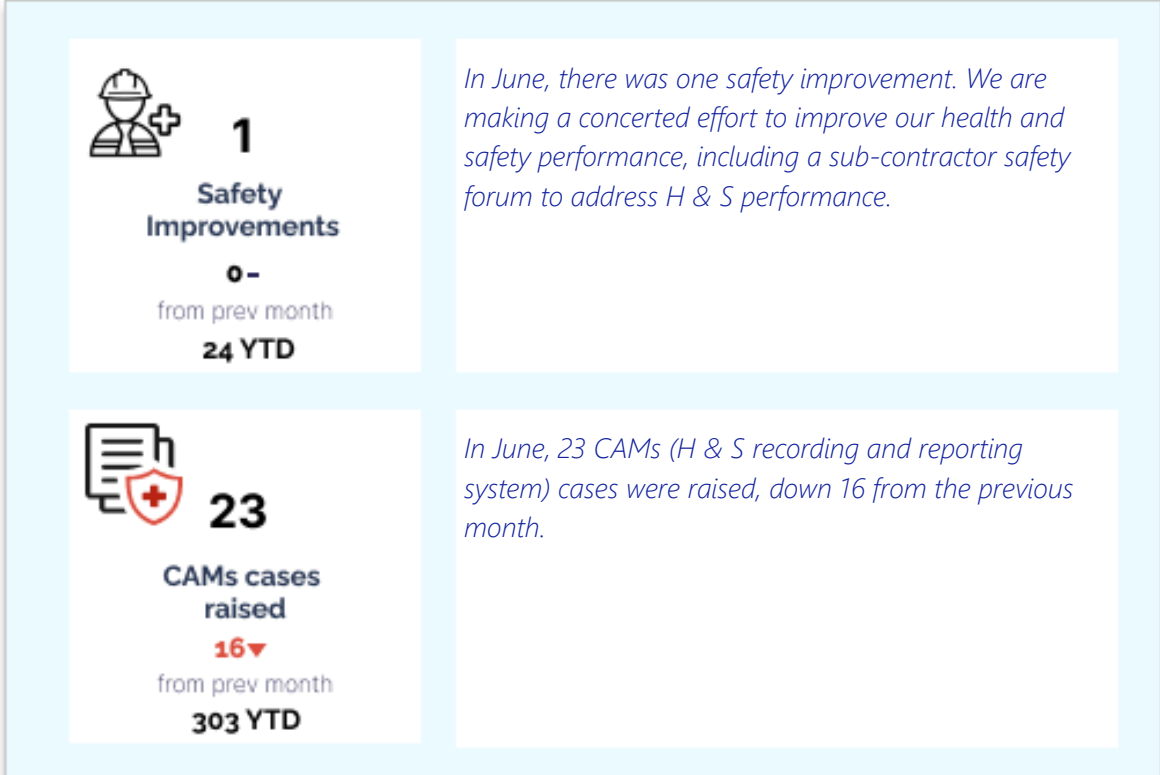 1
Safety
Improvements
0-
from prev month
24 YTD
In June, there was one safety improvement. We are
making a concerted effort to improve our health and
safety performance, including a sub-contractor safety
forum to address H & S performance.
23
CAMs cases
raised
16▼
from prev month
303 YTD
In June, 23 CAMs (H & S recording and reporting
system) cases were raised, down 16 from the previous
month.